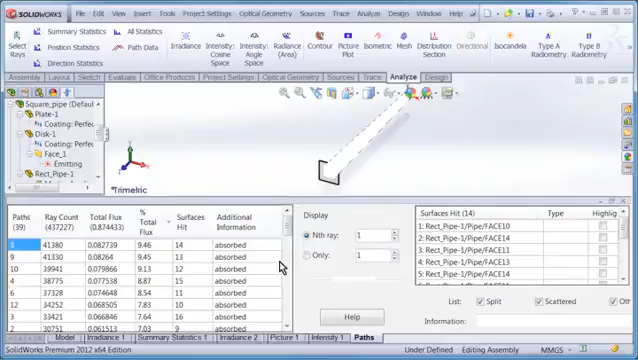 SOLIDWORKS
File Edit View Insert Tools Project Settings Optical Geometry Sources Trace Analyze Design Window Help
Select Rays
Summary Statistics All Statistics
Position Statistics Path Data
Direction Statistics
Irradiance Intensity: Cosine Space Intensity: Angle Space Radiance (Area) Contour Picture Plot Isometric Mesh Distribution Section Directional Isocandela Type A Radiometry Type B Radiometry
Assembly Layout Sketch Evaluate Office Products Project Settings Optical Geometry Sources Trace Analyze Design
Square_pipe (Defaul
Plate-1
Coating: Perfect
Disk-1
Coating: Perfect
Face_1
Emitting
Rect_Pipe-1
*Trimetric
Paths (39) Ray Count (437227) Total Flux (0.874433) % Total Flux Surfaces Hit Additional Information
8 41380 0.082739 9.46 14 absorbed
9 41330 0.08264 9.45 13 absorbed
10 39941 0.079866 9.13 12 absorbed
4 38775 0.077538 8.87 15 absorbed
6 37328 0.074648 8.54 11 absorbed
12 34252 0.068505 7.83 10 absorbed
3 33421 0.066846 7.64 16 absorbed
2 30751 0.061513 7.03 9 absorbed
Display
Nth ray: 1
Only: 1
Help
Surfaces Hit (14) Type Highlig
1: Rect_Pipe-1/Pipe/FACE10
2: Rect_Pipe-1/Pipe/FACE13
3: Rect_Pipe-1/Pipe/FACE11
4: Rect_Pipe-1/Pipe/FACE14
5: Rect_Pipe-1/Pipe/FACE13
List: Split Scattered Oth
Information:
Model Irradiance 1 Summary Statistics 1 Irradiance 2 Picture 1 Irradiance 3 Paths
SolidWorks Premium 2012 x64 Edition Under Defined Editing Assembly MMGS